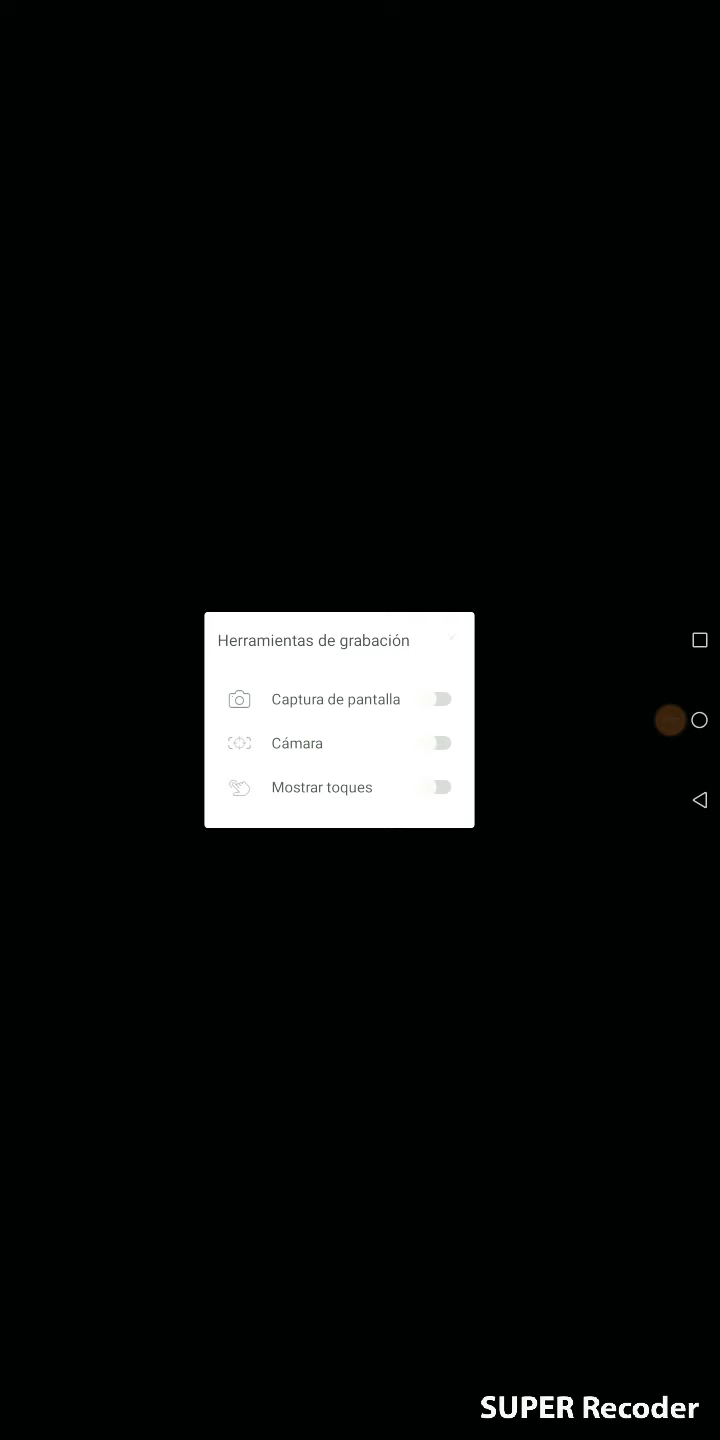 Herramientas de grabación
Captura de pantalla
Cámara
Mostrar toques
SUPER Recoder